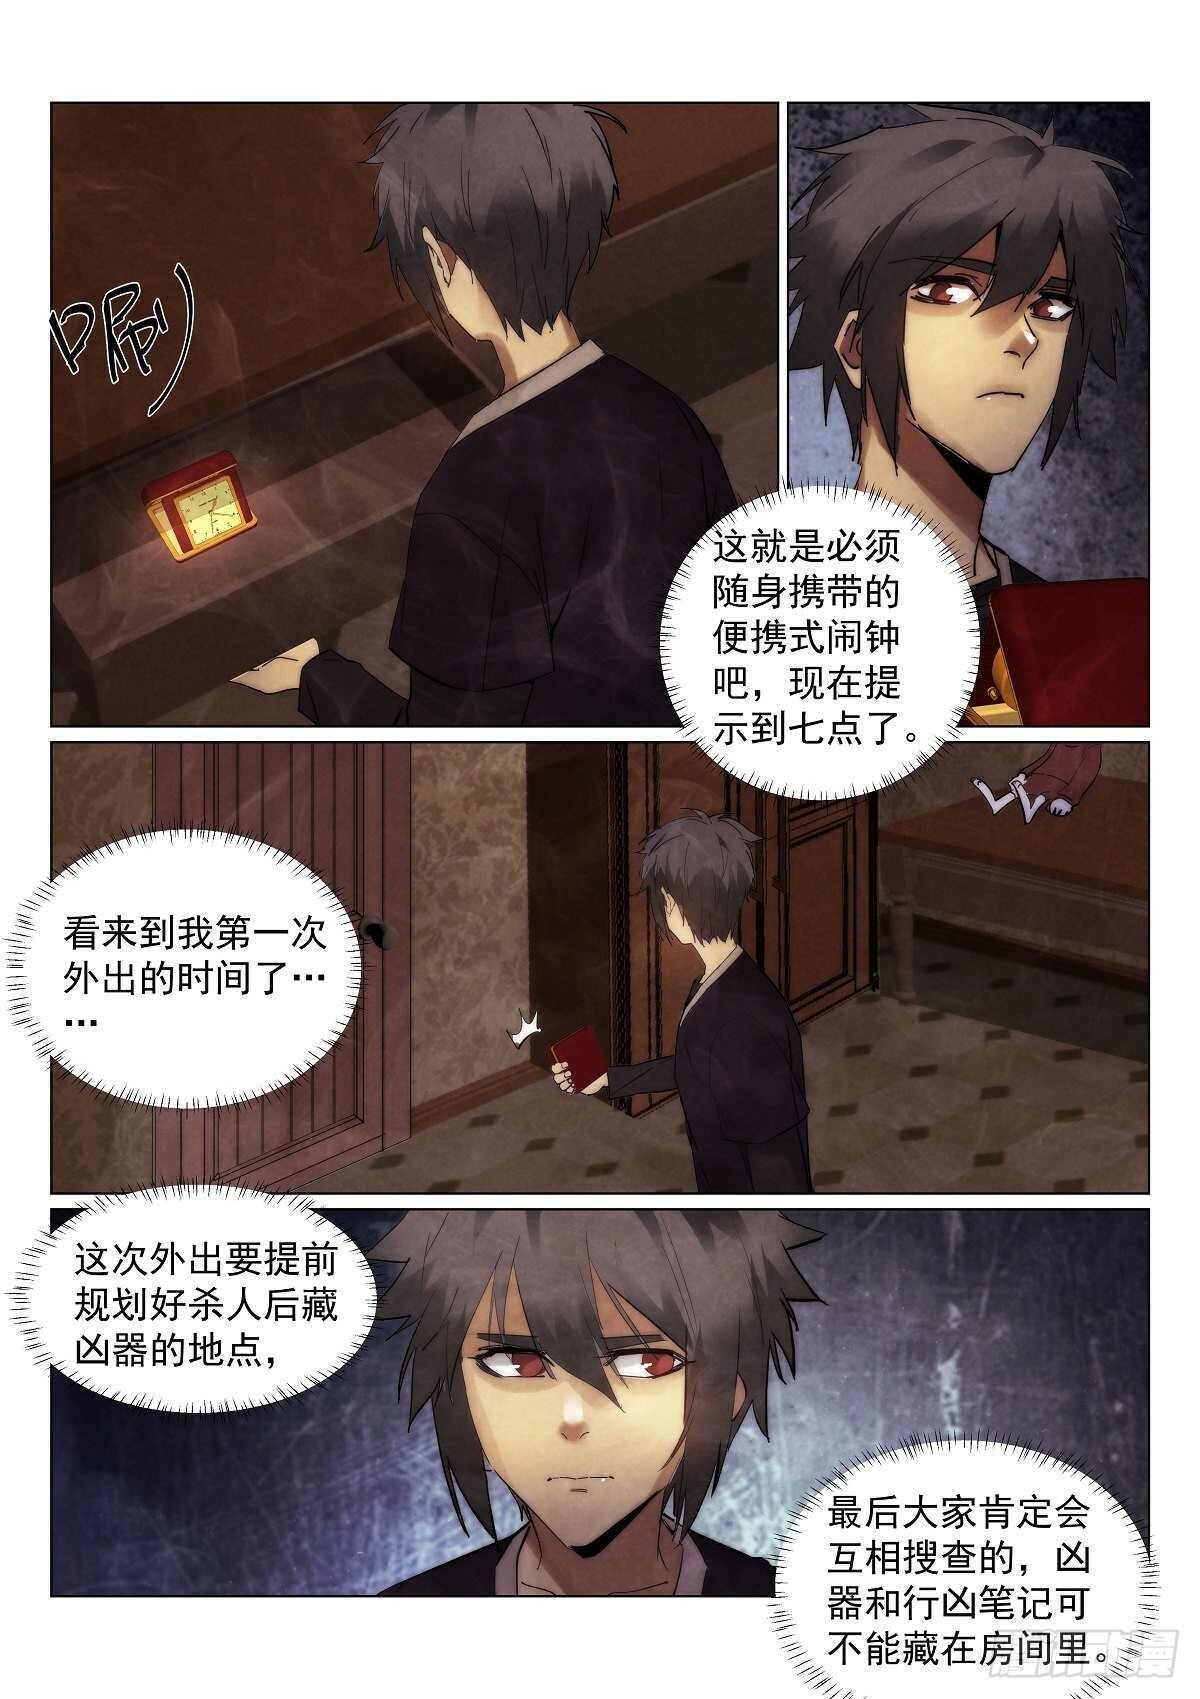 唰
这就是必须
随身携带的
便携式闹钟
吧，现在提
示到七点了。
看来到我第一次
外出的时间了…
…
这次外出要提前
规划好杀人后藏
凶器的地点，
最后大家肯定会
互相搜查的，凶
器和行凶笔记可
不能藏在房间里。